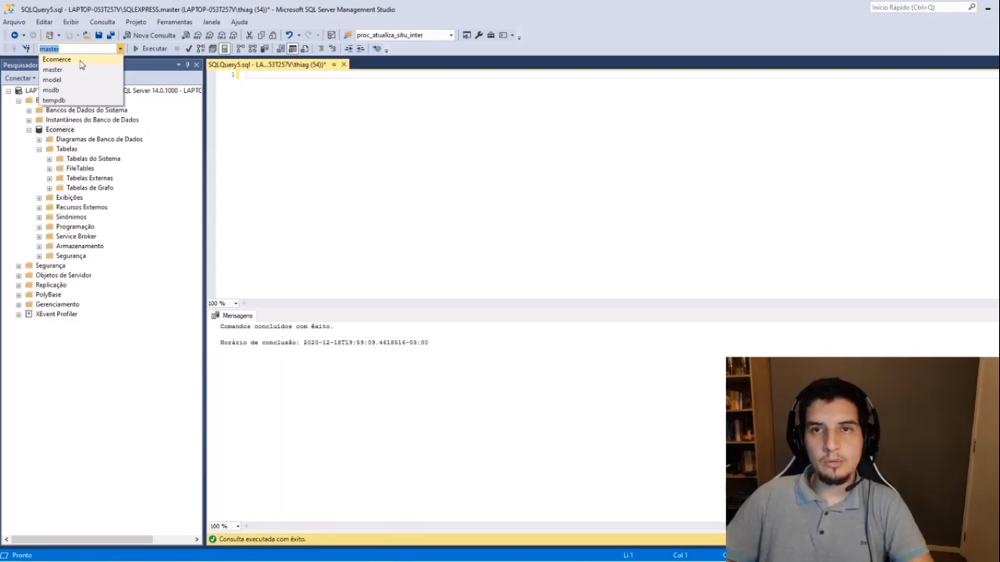 SQLQuery5.sql - LAPTOP-053T257V\SQLEXPRESS.master (LAPTOP-053T257V\thiag (54))* - Microsoft SQL Server Management Studio
Início Rápido (Ctrl+Q)
Arquivo Editar Exibir Consulta Projeto Ferramentas Janela Ajuda
Nova Consulta
proc_atualiza_situ_inter
master
Executar
Ecomerce
master
model
msdb
tempdb
Pesquisador
SQLQuery5.sql - LA...53T257V\thiag (54))*
Conectar
1
SQL Server 14.0.1000 - LAPTC
Bancos de Dados do Sistema
Instantâneos do Banco de Dados
Ecomerce
Diagramas de Banco de Dados
Tabelas
Tabelas do Sistema
FileTables
Tabelas Externas
Tabelas de Grafo
Exibições
Recursos Externos
Sinônimos
Programação
Service Broker
Armazenamento
Segurança
Segurança
Objetos de Servidor
Replicação
PolyBase
Gerenciamento
XEvent Profiler
100 %
Mensagens
Comandos concluídos com êxito.
Horário de conclusão: 2020-12-18T19:59:09.4618516-03:00
100 %
Consulta executada com êxito.
Pronto
Li 1
Col 1